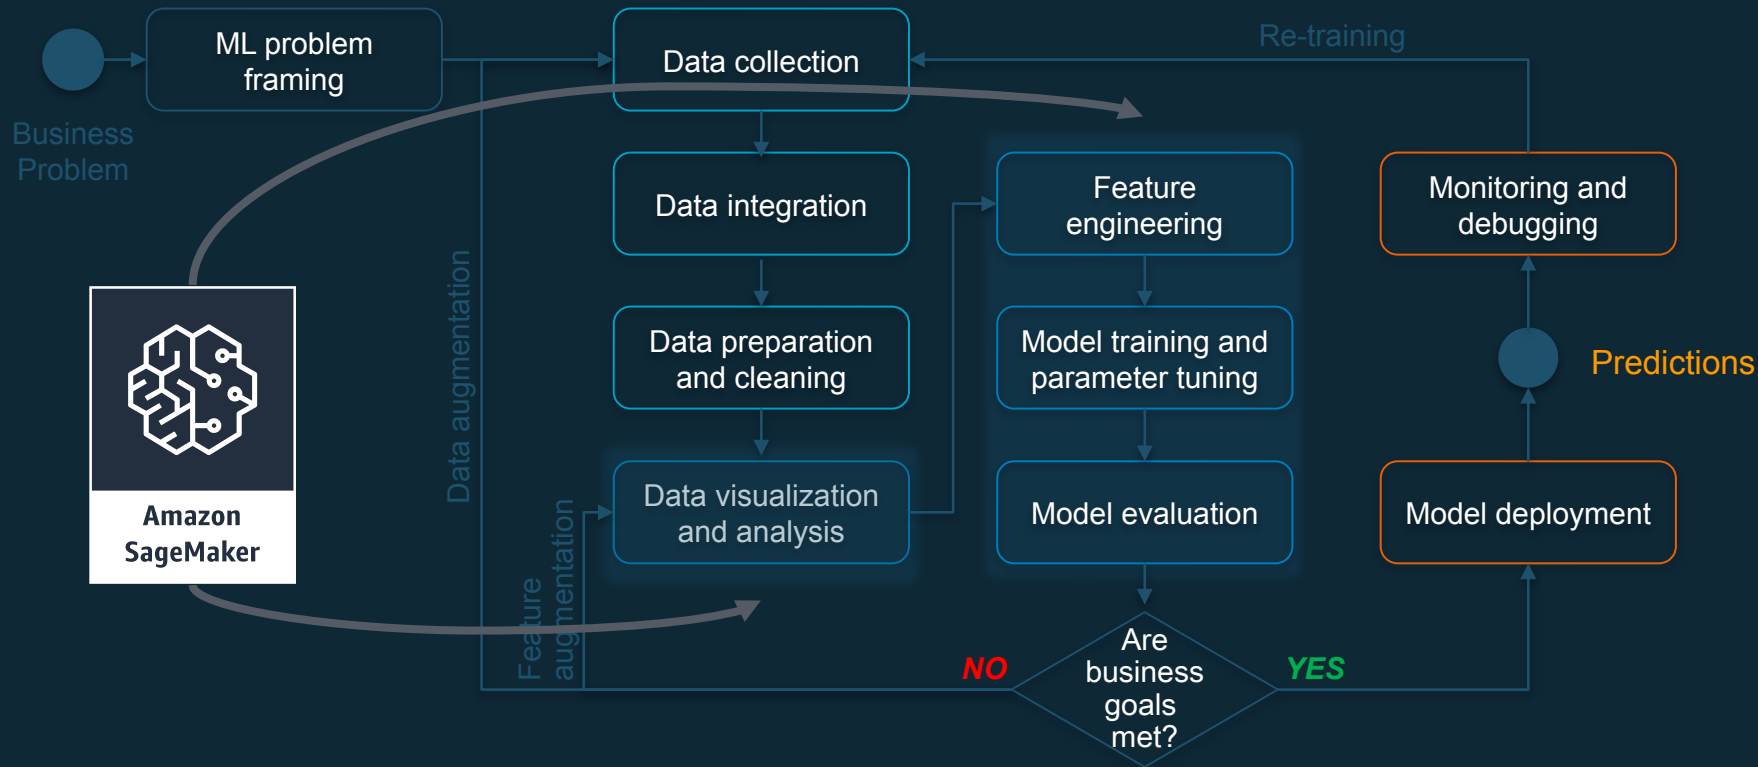 ML problem
framing
Business
Problem
Data collection
Re-training
Data integration
Data preparation
and cleaning
Data visualization
and analysis
Data augmentation
Feature
augmentation
Feature
engineering
Model training and
parameter tuning
Model evaluation
Are
business
goals
met?
NO
YES
Monitoring and
debugging
Predictions
Model deployment
Amazon
SageMaker